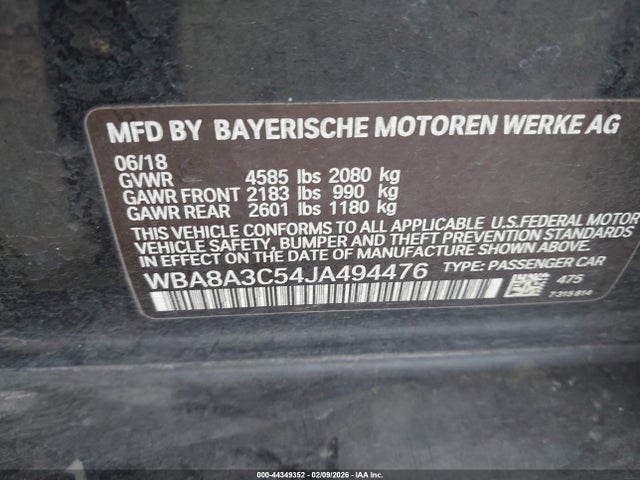 MFD BY BAYERISCHE MOTOREN WERKE AG
06/18
GVWR 4585 lbs 2080 kg
GAWR FRONT 2183 lbs 990 kg
GAWR REAR 2601 lbs 1180 kg
THIS VEHICLE CONFORMS TO ALL APPLICABLE U.S.FEDERAL MOTOR
VEHICLE SAFETY, BUMPER AND THEFT PREVENTION STANDARDS
IN EFFECT ON THE DATE OF MANUFACTURE SHOWN ABOVE.
WBA8A3C54JA494476 TYPE: PASSENGER CAR
475
7315814
000-44349352 - 02/09/2026 - IAA Inc.